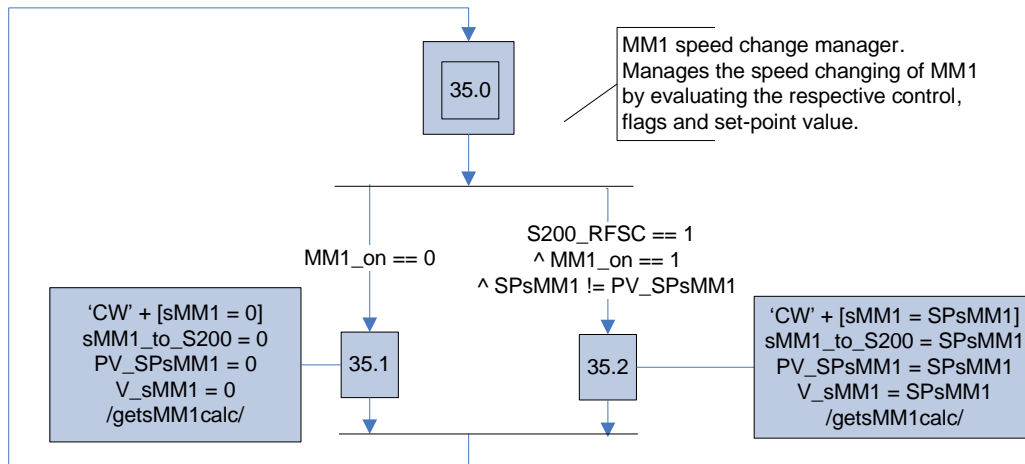 35.0
MM1 speed change manager.
Manages the speed changing of MM1
by evaluating the respective control,
flags and set-point value.
MM1_on == 0
S200_RFSC == 1
^ MM1_on == 1
^ SPsMM1 != PV_SPsMM1
‘CW’ + [sMM1 = 0]
sMM1_to_S200 = 0
PV_SPsMM1 = 0
V_sMM1 = 0
/getsMM1calc/
35.1
35.2
‘CW’ + [sMM1 = SPsMM1]
sMM1_to_S200 = SPsMM1
PV_SPsMM1 = SPsMM1
V_sMM1 = SPsMM1
/getsMM1calc/